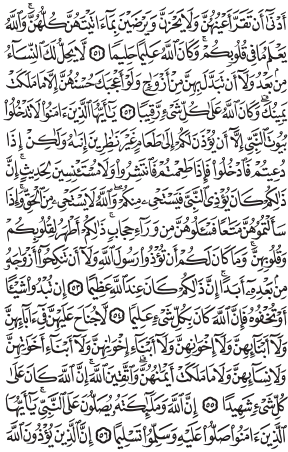 أَدْنَىٰٓ أَن تَقَرَّ أَعْيُنُهُنَّ وَلَا يَحْزَنَّ وَيَرْضَيْنَ بِمَآ ءَاتَيْتَهُنَّ كُلُّهُنَّۚ وَٱللَّهُ
يَعْلَمُ مَا فِى قُلُوبِكُمْۚ وَكَانَ ٱللَّهُ عَلِيمًا حَلِيمًا ٥١ لَّا يَحِلُّ لَكَ ٱلنِّسَآءُ
مِنۢ بَعْدُ وَلَآ أَن تَبَدَّلَ بِهِنَّ مِنْ أَزْوَٰجٍ وَلَوْ أَعْجَبَكَ حُسْنُهُنَّ إِلَّا مَا مَلَكَتْ
يَمِينُكَۗ وَكَانَ ٱللَّهُ عَلَىٰ كُلِّ شَىْءٍ رَّقِيبًا ٥٢ يَٰٓأَيُّهَا ٱلَّذِينَ ءَامَنُوا۟ لَا تَدْخُلُوا۟
بُيُوتَ ٱلنَّبِىِّ إِلَّآ أَن يُؤْذَنَ لَكُمْ إِلَىٰ طَعَامٍ غَيْرَ نَٰظِرِينَ إِنَىٰهُ وَلَٰكِنْ إِذَا
دُعِيتُمْ فَٱدْخُلُوا۟ فَإِذَا طَعِمْتُمْ فَٱنتَشِرُوا۟ وَلَا مُسْتَـْٔنِسِينَ لِحَدِيثٍۚ إِنَّ
ذَٰلِكُمْ كَانَ يُؤْذِى ٱلنَّبِىَّ فَيَسْتَحْىِۦ مِنكُمْۖ وَٱللَّهُ لَا يَسْتَحْىِۦ مِنَ ٱلْحَقِّۚ وَإِذَا
سَأَلْتُمُوهُنَّ مَتَٰعًا فَسْـَٔلُوهُنَّ مِن وَرَآءِ حِجَابٍۚ ذَٰلِكُمْ أَطْهَرُ لِقُلُوبِكُمْ
وَقُلُوبِهِنَّۚ وَمَا كَانَ لَكُمْ أَن تُؤْذُوا۟ رَسُولَ ٱللَّهِ وَلَآ أَن تَنكِحُوٓا۟ أَزْوَٰجَهُۥ
مِنۢ بَعْدِهِۦٓ أَبَدًاۚ إِنَّ ذَٰلِكُمْ كَانَ عِندَ ٱللَّهِ عَظِيمًا ٥٣ إِن تُبْدُوا۟ شَيْـًٔا
أَوْ تُخْفُوهُ فَإِنَّ ٱللَّهَ كَانَ بِكُلِّ شَىْءٍ عَلِيمًا ٥٤ لَّا جُنَاحَ عَلَيْهِنَّ فِىٓ ءَابَآئِهِنَّ
وَلَآ أَبْنَآئِهِنَّ وَلَآ إِخْوَٰنِهِنَّ وَلَآ أَبْنَآءِ إِخْوَٰنِهِنَّ وَلَآ أَبْنَآءِ أَخَوَٰتِهِنَّ
وَلَا نِسَآئِهِنَّ وَلَا مَا مَلَكَتْ أَيْمَٰنُهُنَّۗ وَٱتَّقِينَ ٱللَّهَۚ إِنَّ ٱللَّهَ كَانَ عَلَىٰ
كُلِّ شَىْءٍ شَهِيدًا ٥٥ إِنَّ ٱللَّهَ وَمَلَٰٓئِكَتَهُۥ يُصَلُّونَ عَلَى ٱلنَّبِىِّۚ يَٰٓأَيُّهَا
ٱلَّذِينَ ءَامَنُوا۟ صَلُّوا۟ عَلَيْهِ وَسَلِّمُوا۟ تَسْلِيمًا ٥٦ إِنَّ ٱلَّذِينَ يُؤْذُونَ ٱللَّهَ